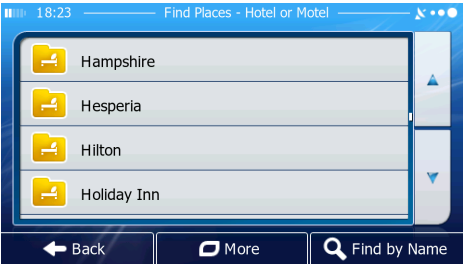 18:23 Find Places - Hotel or Motel
Hampshire
Hesperia
Hilton
Holiday Inn
Back More Find by Name